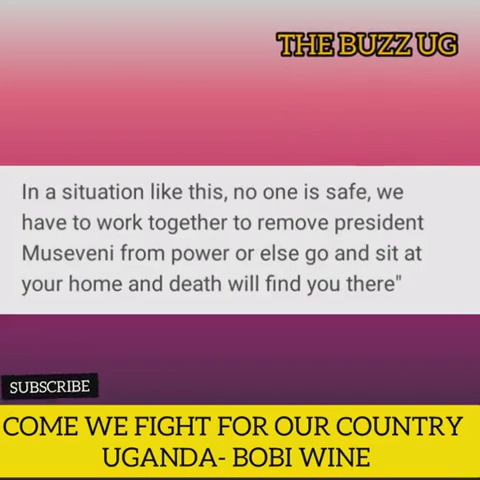 THE BUZZ UG
In a situation like this, no one is safe, we
have to work together to remove president
Museveni from power or else go and sit at
your home and death will find you there"
SUBSCRIBE
COME WE FIGHT FOR OUR COUNTRY
UGANDA- BOBI WINE